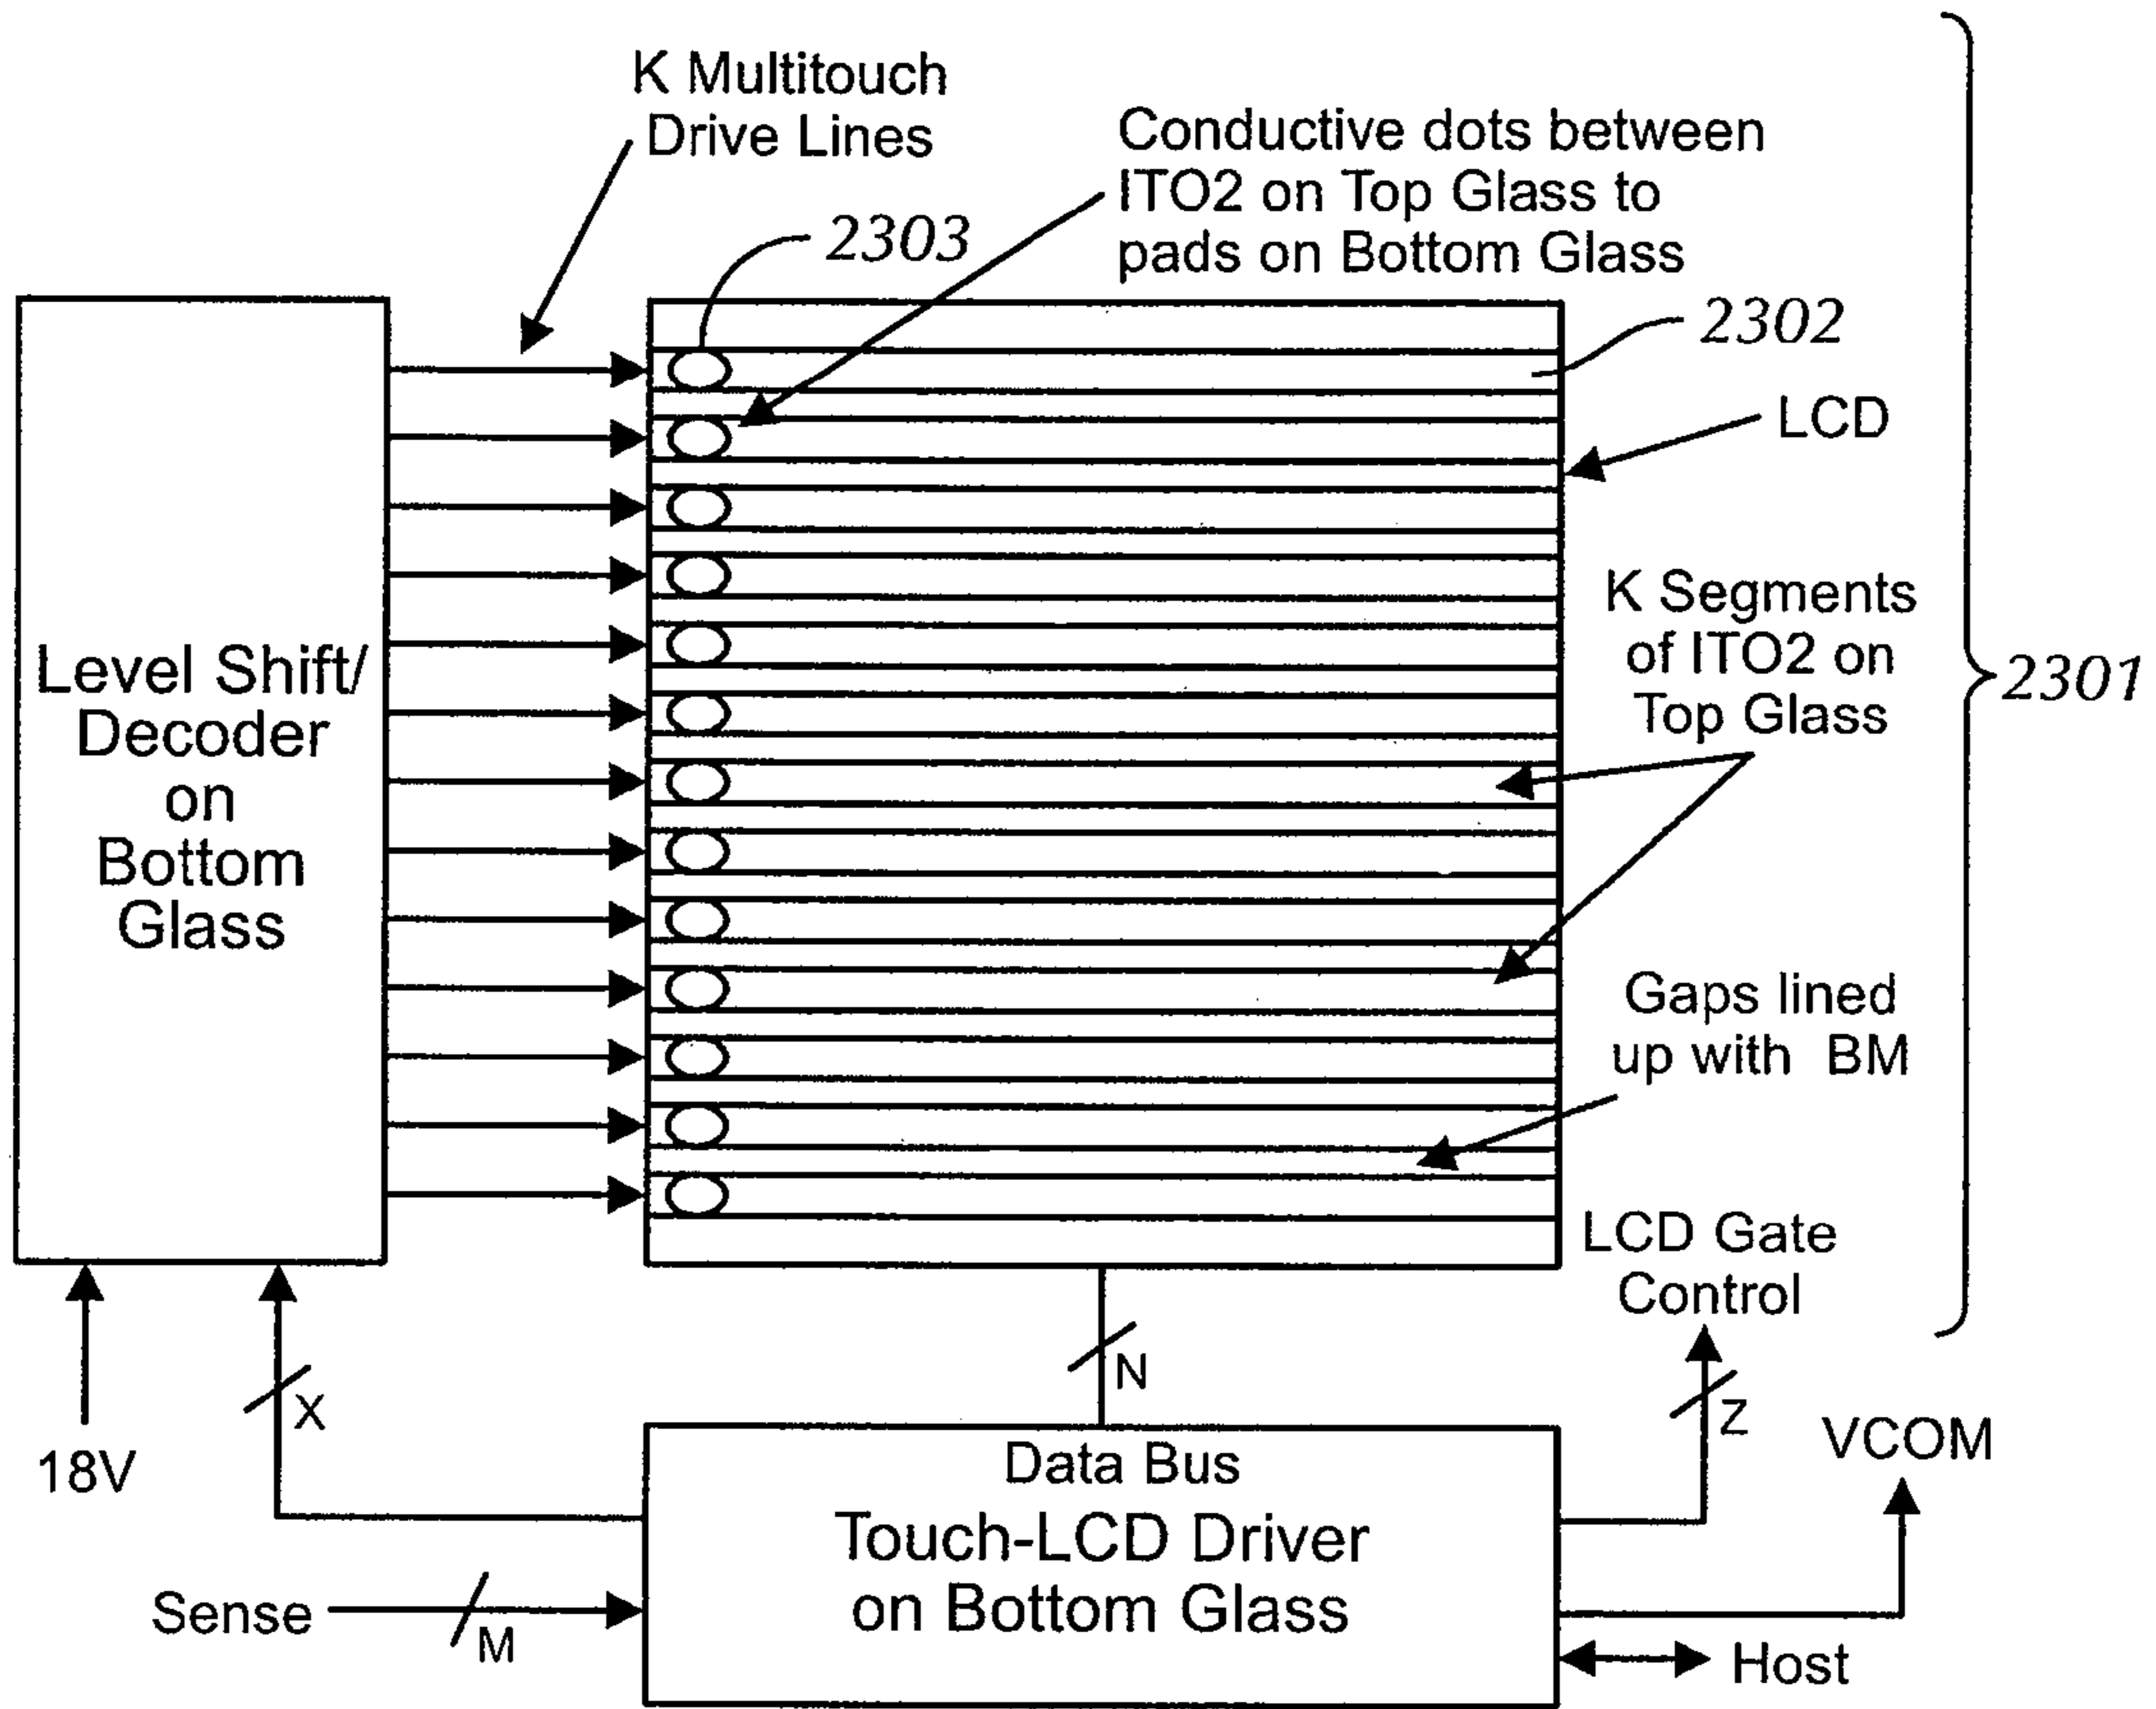 K Multitouch
Drive Lines
Conductive dots between
ITO2 on Top Glass to
pads on Bottom Glass
2303
2302
LCD
Level Shift/
Decoder
on
Bottom
Glass
K Segments
of ITO2 on
Top Glass
2301
Gaps lined
up with BM
LCD Gate
Control
N
X
Z
18V
VCOM
Data Bus
Touch-LCD Driver
on Bottom Glass
Sense
M
Host